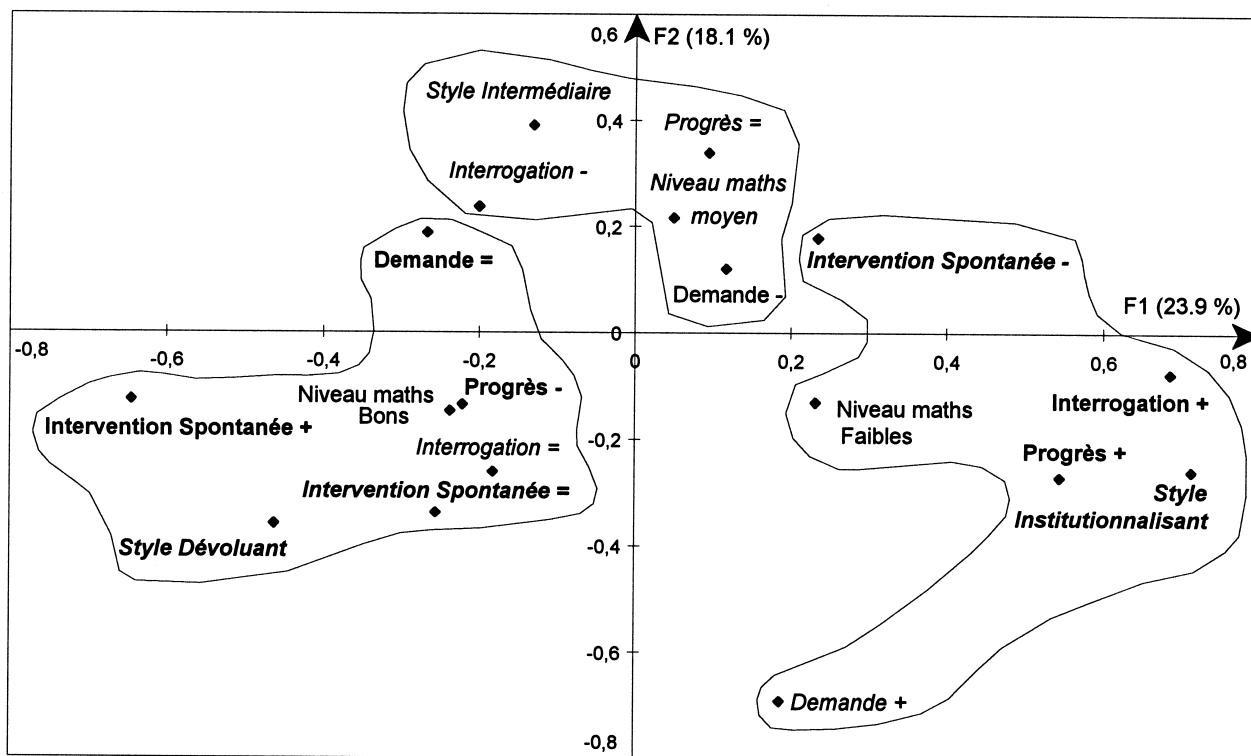 0,6
F2 (18.1 %)
Style Intermédiaire
0,4
Progrès =
Interrogation -
Niveau maths
moyen
0,2
Demande =
Intervention Spontanée -
Demande -
F1 (23.9 %)
0
-0,8
-0,6
-0,4
-0,2
0
0,2
0,4
0,6
0,8
Niveau maths
Bons
Progrès -
Intervention Spontanée +
Niveau maths
Faibles
Interrogation +
-0,2
Interrogation =
Progrès +
Intervention Spontanée =
Style
Institutionnalisant
Style Dévoluant
-0,4
-0,6
Demande +
-0,8